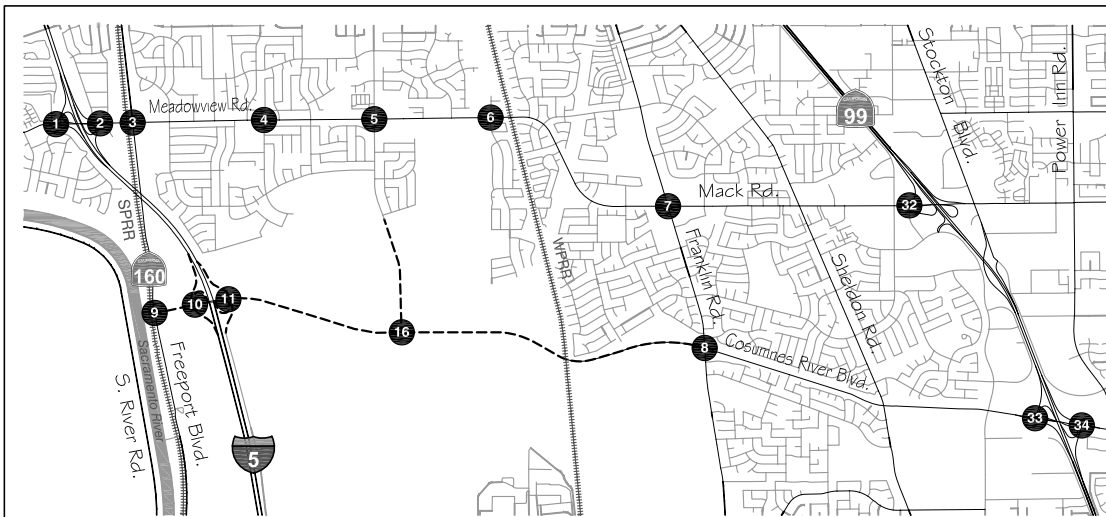 Stockton
Blvd.
Power Inn Rd.
CALIFORNIA
99
Meadowview Rd.
1
2
3
4
5
6
Mack Rd.
7
32
SPRR
WPRR
Franklin Rd.
Sheldon Rd.
CALIFORNIA
160
9
10
11
16
8
Cosumnes River Blvd.
Sacramento River
S. River Rd.
Freeport Blvd.
5
33
34